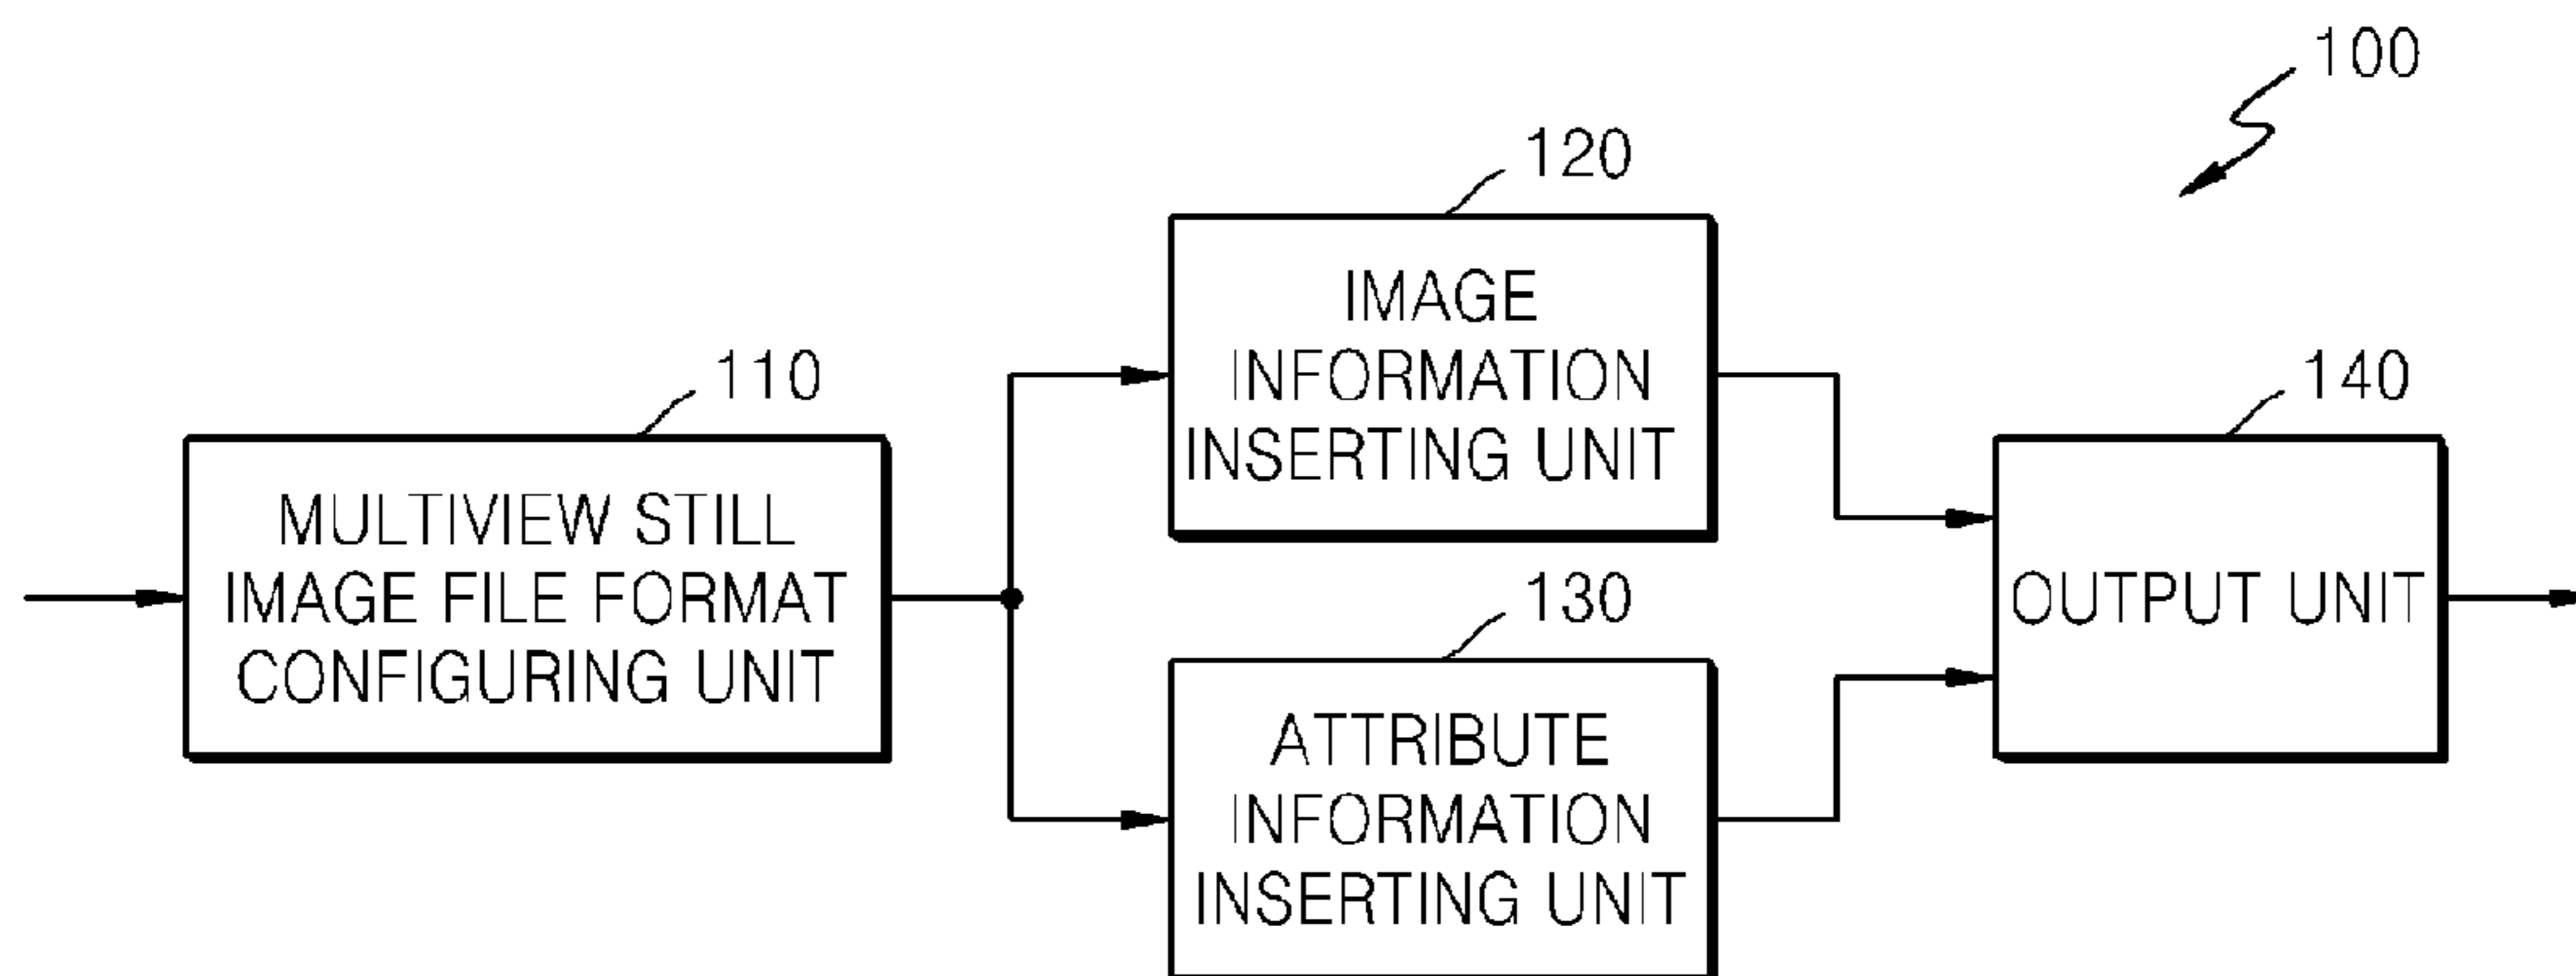 100
110
MULTIVIEW STILL
IMAGE FILE FORMAT
CONFIGURING UNIT
120
IMAGE
INFORMATION
INSERTING UNIT
130
ATTRIBUTE
INFORMATION
INSERTING UNIT
140
OUTPUT UNIT